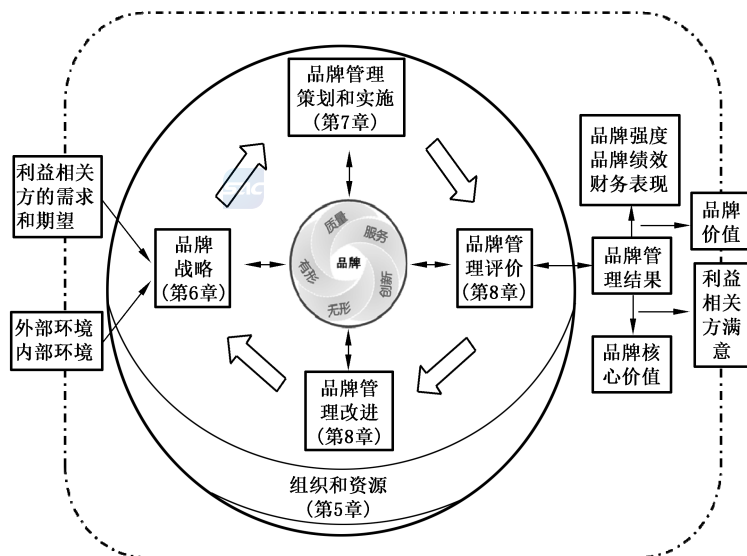 品牌管理
策划和实施
(第7章)
利益相关
方的需求
和期望
SAC
品牌
战略
(第6章)
外部环境
内部环境
质量
服务
有形
品牌
创新
无形
品牌管
理评价
(第8章)
品牌管
理改进
(第8章)
组织和资源
(第5章)
品牌强度
品牌绩效
财务表现
品牌
价值
品牌管
理结果
利益
相关
方满
意
品牌核
心价值